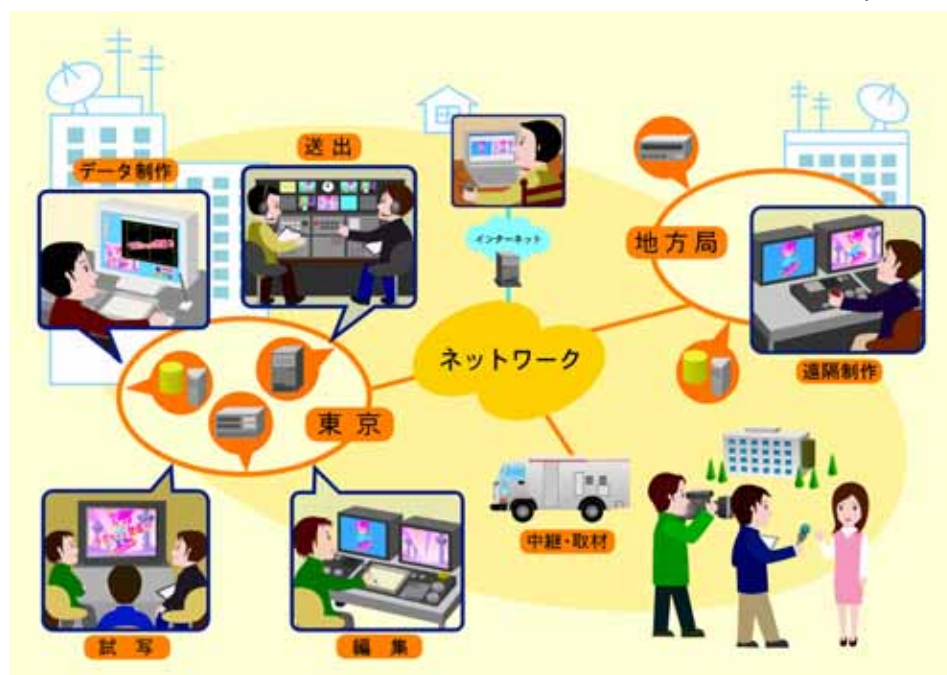 送出
データ制作
インターネット
地方局
ネットワーク
遠隔制作
東京
中継・取材
試写
編集